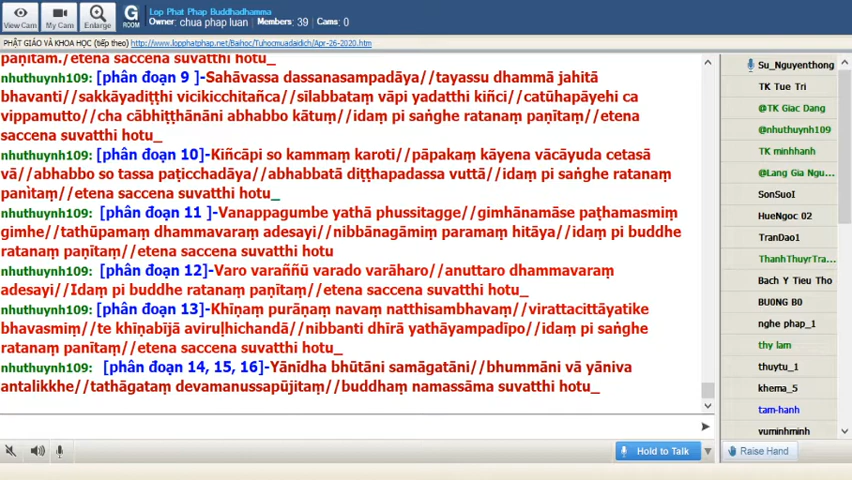 Lop Phat Phap Buddhadhamma
Owner: chua phap luan Members: 39 Cams: 0
View Cam My Cam Enlarge G ROOM
PHẬT GIÁO VÀ KHOA HỌC (tiếp theo) http://www.lopphatphap.net/Baihoc/Tuhocmuadaidich/Apr-26-2020.htm
paṇītaṃ./etena saccena suvatthi hotu_
nhuthuynh109: [phân đoạn 9 ]-Sahāvassa dassanasampadāya//tayassu dhammā jahitā
bhavanti//sakkāyadiṭṭhi vicikicchitañca//sīlabbataṃ vāpi yadatthi kiñci//catūhapāyehi ca
vippamutto//cha cābhiṭṭhānāni abhabbo kātuṃ//idaṃ pi saṅghe ratanaṃ paṇītaṃ//etena
saccena suvatthi hotu_
nhuthuynh109: [phân đoạn 10]-Kiñcāpi so kammaṃ karoti//pāpakaṃ kāyena vācāyuda cetasā
vā//abhabbo so tassa paṭicchadāya//abhabbatā diṭṭhapadassa vuttā//idaṃ pi saṅghe ratanaṃ
panìtaṃ//etena saccena suvatthi hotu_
nhuthuynh109: [phân đoạn 11 ]-Vanappagumbe yathā phussitagge//gimhānamāse paṭhamasmiṃ
gimhe//tathūpamaṃ dhammavaraṃ adesayi//nibbānagāmiṃ paramaṃ hitāya//idaṃ pi buddhe
ratanaṃ paṇītaṃ//etena saccena suvatthi hotu
nhuthuynh109: [phân đoạn 12]-Varo varaññū varado varāharo//anuttaro dhammavaraṃ
adesayi//Idaṃ pi buddhe ratanaṃ paṇītaṃ//etena saccena suvatthi hotu_
nhuthuynh109: [phân đoạn 13]-Khīṇaṃ purāṇaṃ navaṃ natthisambhavaṃ//virattacittāyatike
bhavasmiṃ//te khīṇabījā aviruḷhichandā//nibbanti dhīrā yathāyampadīpo//idaṃ pi saṅghe
ratanaṃ panītaṃ//etena saccena suvatthi hotu_
nhuthuynh109: [phân đoạn 14, 15, 16]-Yānīdha bhūtāni samāgatāni//bhummāni vā yāniva
antalikkhe//tathāgataṃ devamanussapūjitaṃ//buddhaṃ namassāma suvatthi hotu_
Su_Nguyenthong
TK Tue Tri
@TK Giac Dang
@nhuthuynh109
TK minhhanh
@Lang Gia Ngu...
SonSuoI
HueNgoc 02
TranDao1
ThanhThuyrTra...
Bach Y Tieu Tho
BU0NG B0
nghe phap_1
thy lam
thuytu_1
khema_5
tam-hanh
vuminhminh
Hold to Talk
Raise Hand